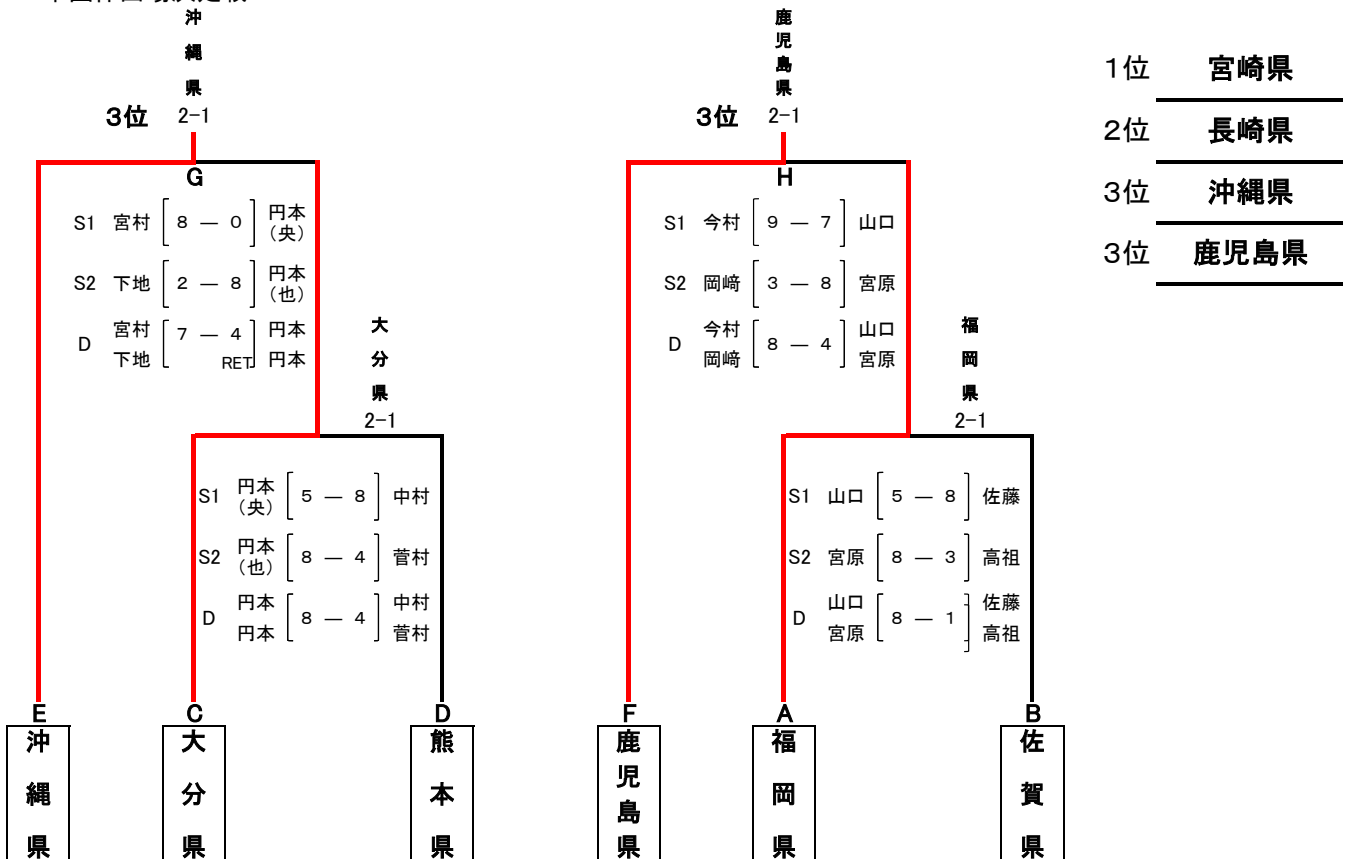 沖縄県
3位 2-1
G
S1 宮村 8 ― 0 円本(央)
S2 下地 2 ― 8 円本(也)
D 宮村 下地 7 ― 4 RET 円本 円本
大分県
2-1
S1 円本(央) 5 ― 8 中村
S2 円本(也) 8 ― 4 菅村
D 円本 円本 8 ― 4 中村 菅村
E
沖縄県
C
大分県
D
熊本県
鹿児島県
3位 2-1
H
S1 今村 9 ― 7 山口
S2 岡﨑 3 ― 8 宮原
D 今村 岡﨑 8 ― 4 山口 宮原
福岡県
2-1
S1 山口 5 ― 8 佐藤
S2 宮原 8 ― 3 高祖
D 山口 宮原 8 ― 1 佐藤 高祖
F
鹿児島県
A
福岡県
B
佐賀県
1位 宮崎県
2位 長崎県
3位 沖縄県
3位 鹿児島県